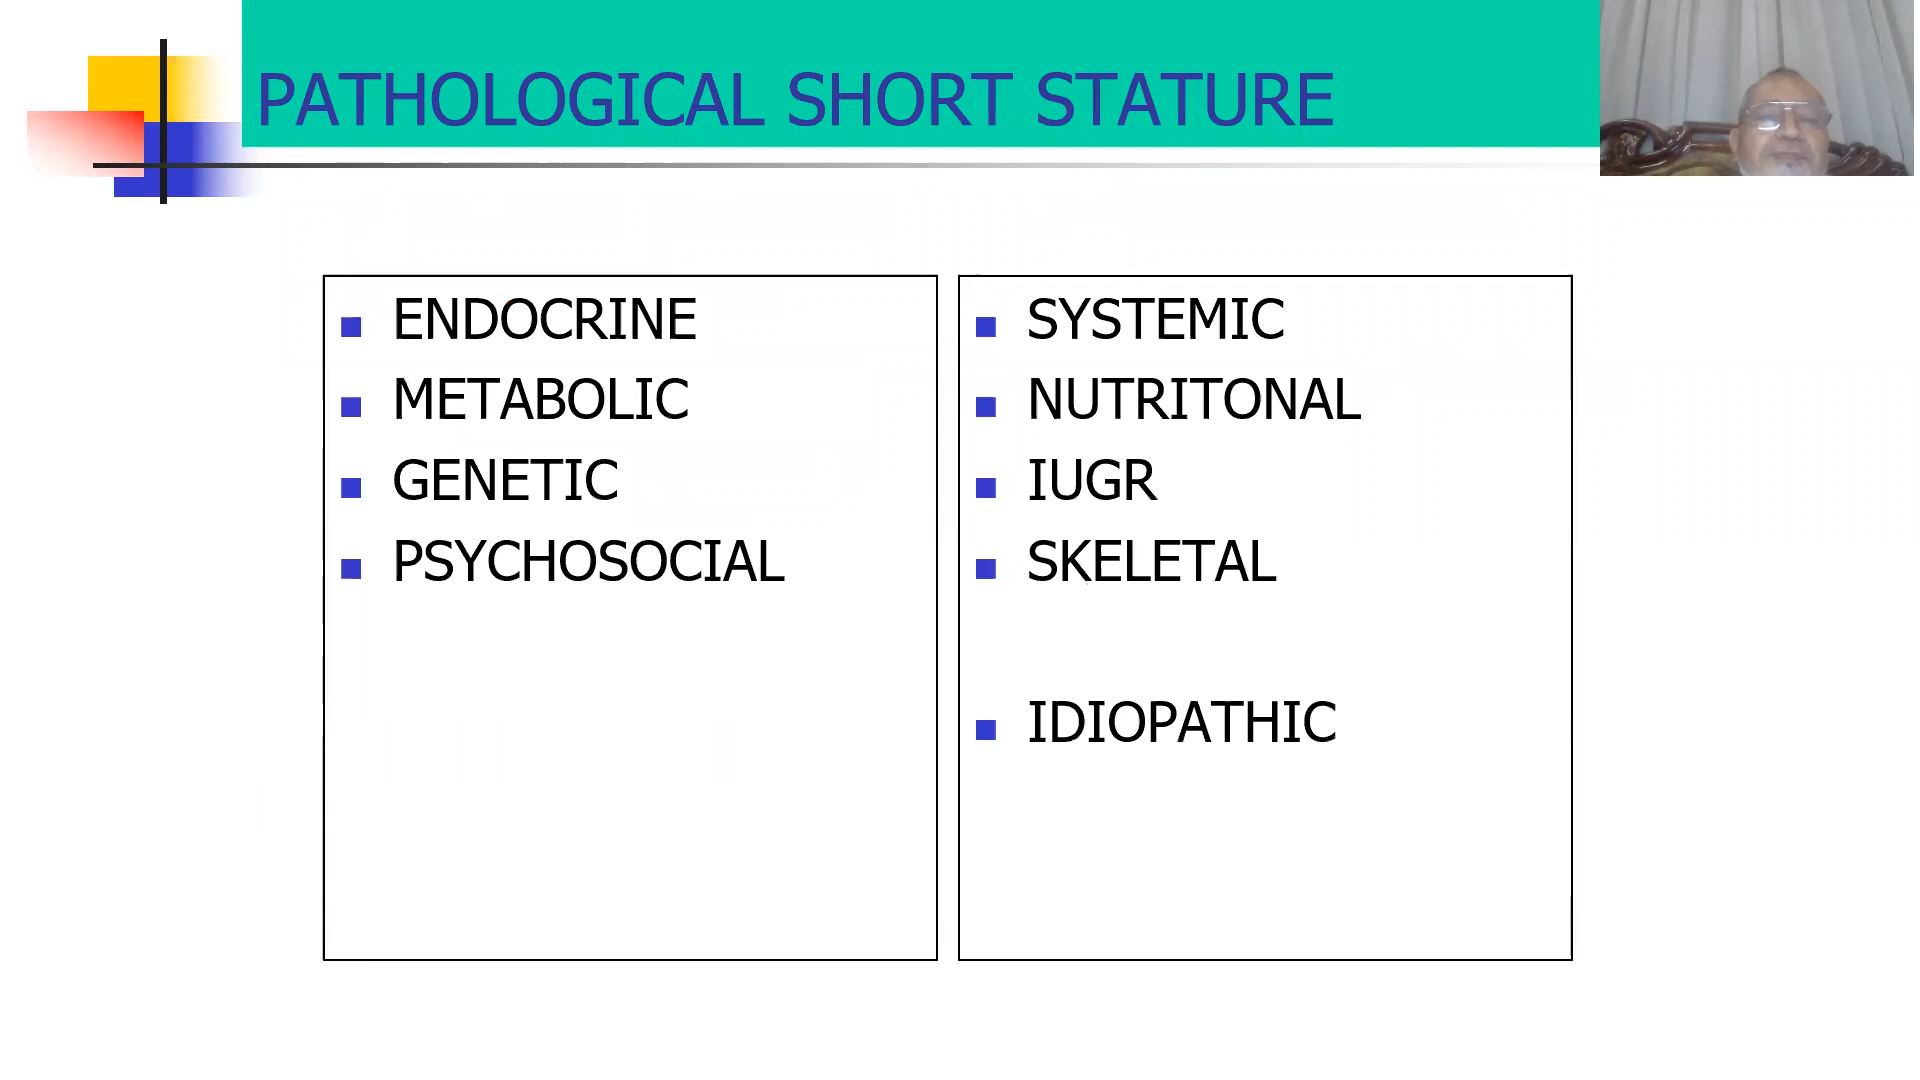 PATHOLOGICAL SHORT STATURE
ENDOCRINE
METABOLIC
GENETIC
PSYCHOSOCIAL
SYSTEMIC
NUTRITONAL
IUGR
SKELETAL
IDIOPATHIC